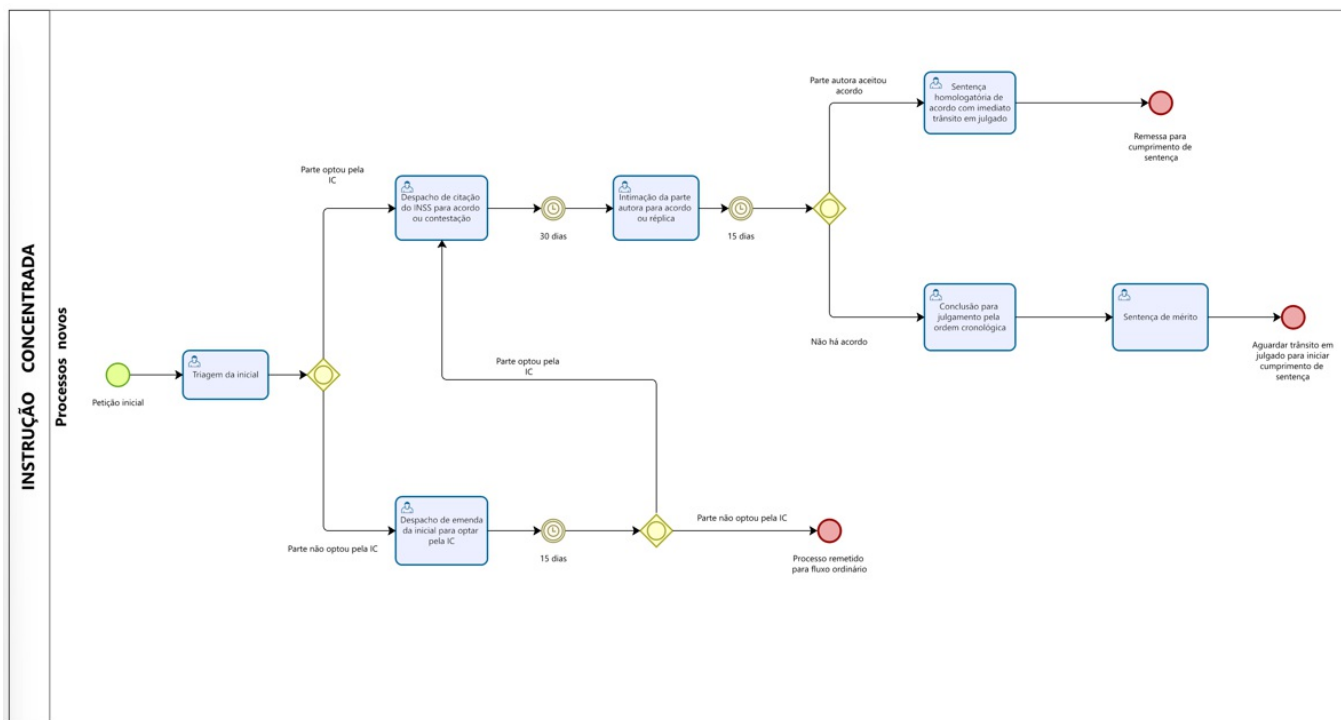 INSTRUÇÃO CONCENTRADA
Processos novos
Petição inicial
Triagem da inicial
Parte optou pela
IC
Despacho de citação
do INSS para acordo
ou contestação
30 dias
Intimação da parte
autora para acordo
ou réplica
15 dias
Parte autora aceitou
acordo
Sentença
homologatória de
acordo com imediato
trânsito em julgado
Remessa para
cumprimento de
sentença
Não há acordo
Conclusão para
julgamento pela
ordem cronológica
Sentença de mérito
Aguardar trânsito em
julgado para iniciar
cumprimento de
sentença
Parte optou pela
IC
Parte não optou pela IC
Despacho de emenda
da inicial para optar
pela IC
15 dias
Parte não optou pela IC
Processo remetido
para fluxo ordinário